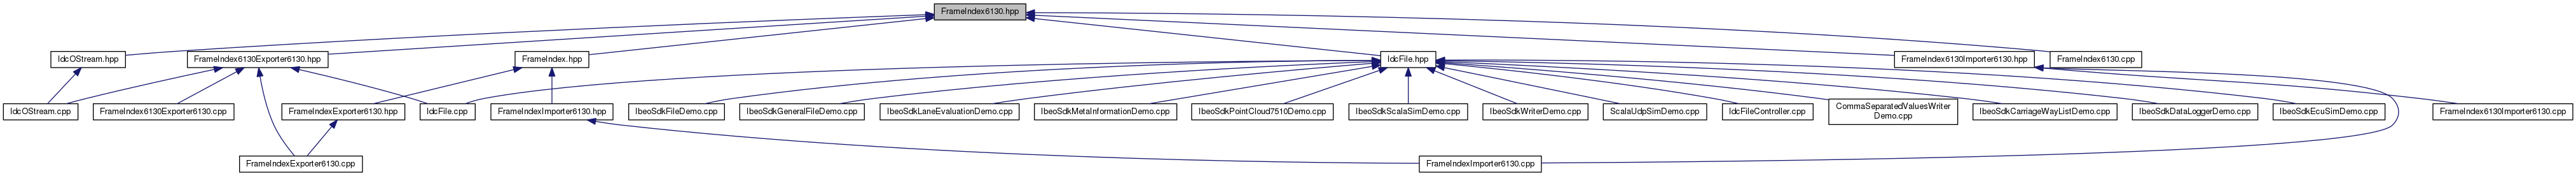 FrameIndex6130.hpp
IdcOStream.hpp
FrameIndex6130Exporter6130.hpp
FrameIndex.hpp
IdcFile.hpp
FrameIndex6130Importer6130.hpp
FrameIndex6130.cpp
IdcOStream.cpp
FrameIndex6130Exporter6130.cpp
FrameIndexExporter6130.hpp
IdcFile.cpp
FrameIndexImporter6130.hpp
IbeoSdkFileDemo.cpp
IbeoSdkGeneralFileDemo.cpp
IbeoSdkLaneEvaluationDemo.cpp
IbeoSdkMetaInformationDemo.cpp
IbeoSdkPointCloud7510Demo.cpp
IbeoSdkScalaSimDemo.cpp
IbeoSdkWriterDemo.cpp
ScalaUdpSimDemo.cpp
IdcFileController.cpp
CommaSeparatedValuesWriter
Demo.cpp
IbeoSdkCarriageWayListDemo.cpp
IbeoSdkDataLoggerDemo.cpp
IbeoSdkEcuSimDemo.cpp
FrameIndex6130Importer6130.cpp
FrameIndexExporter6130.cpp
FrameIndexImporter6130.cpp